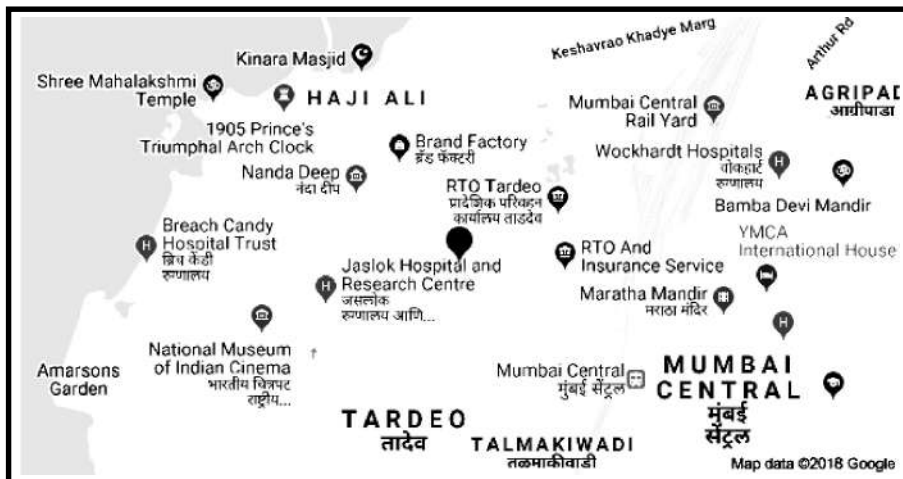 Keshavrao Khadye Marg
Arthur Rd
Kinara Masjid
Shree Mahalakshmi
Temple
HAJI ALI
AGRIPAD
आग्रीपाडा
1905 Prince's
Triumphal Arch Clock
Mumbai Central
Rail Yard
Brand Factory
ब्रँड फॅक्टरी
Nanda Deep
नंदा दीप
Wockhardt Hospitals
वोकहार्ट
रुग्णालय
RTO Tardeo
प्रादेशिक परिवहन
कार्यालय ताडदेव
Bamba Devi Mandir
Breach Candy
Hospital Trust
ब्रिच कँडी
रुग्णालय
YMCA
International House
RTO And
Insurance Service
Jaslok Hospital and
Research Centre
जसलोक
रुग्णालय आणि...
Maratha Mandir
मराठा मंदिर
National Museum
of Indian Cinema
भारतीय चित्रपट
राष्ट्रीय...
Amarsons
Garden
Mumbai Central
मुंबई सेंट्रल
MUMBAI
CENTRAL
मुंबई
सेंट्रल
TARDEO
तादेव
TALMAKIWADI
तळमाकीवाडी
Map data ©2018 Google